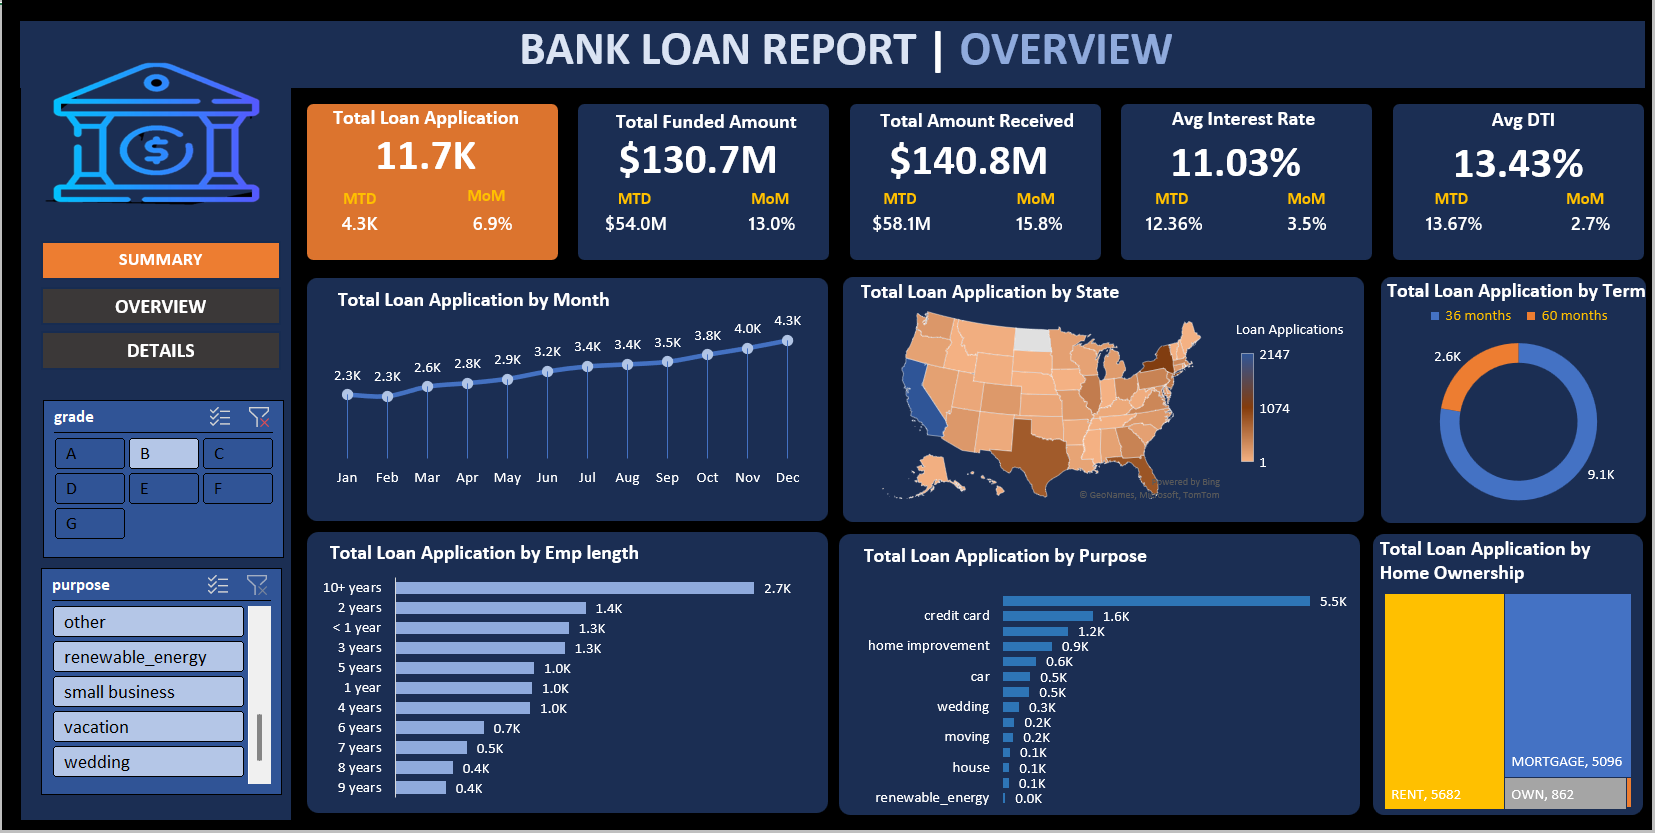 BANK LOAN REPORT | OVERVIEW
Total Loan Application
11.7K
MTD MoM
4.3K 6.9%
Total Funded Amount
$130.7M
MTD MoM
$54.0M 13.0%
Total Amount Received
$140.8M
MTD MoM
$58.1M 15.8%
Avg Interest Rate
11.03%
MTD MoM
12.36% 3.5%
Avg DTI
13.43%
MTD MoM
13.67% 2.7%
SUMMARY
OVERVIEW
DETAILS
grade
A B C
D E F
G
purpose
other
renewable_energy
small business
vacation
wedding
Total Loan Application by Month
2.3K 2.3K 2.6K 2.8K 2.9K 3.2K 3.4K 3.4K 3.5K 3.8K 4.0K 4.3K
Jan Feb Mar Apr May Jun Jul Aug Sep Oct Nov Dec
Total Loan Application by State
Loan Applications
2147
1074
1
Powered by Bing
© GeoNames, Microsoft, TomTom
Total Loan Application by Term
36 months 60 months
2.6K
9.1K
Total Loan Application by Emp length
10+ years 2.7K
2 years 1.4K
< 1 year 1.3K
3 years 1.3K
5 years 1.0K
1 year 1.0K
4 years 1.0K
6 years 0.7K
7 years 0.5K
8 years 0.4K
9 years 0.4K
Total Loan Application by Purpose
5.5K
credit card 1.6K
1.2K
home improvement 0.9K
0.6K
car 0.5K
0.5K
wedding 0.3K
0.2K
moving 0.2K
0.1K
house 0.1K
0.1K
renewable_energy 0.0K
Total Loan Application by
Home Ownership
MORTGAGE, 5096
RENT, 5682
OWN, 862